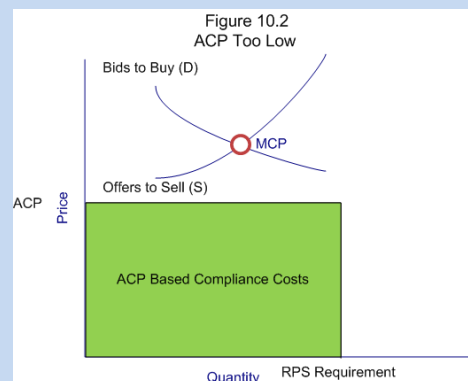 Figure 10.2
ACP Too Low
Bids to Buy (D)
MCP
Offers to Sell (S)
ACP
Price
ACP Based Compliance Costs
Quantity
RPS Requirement